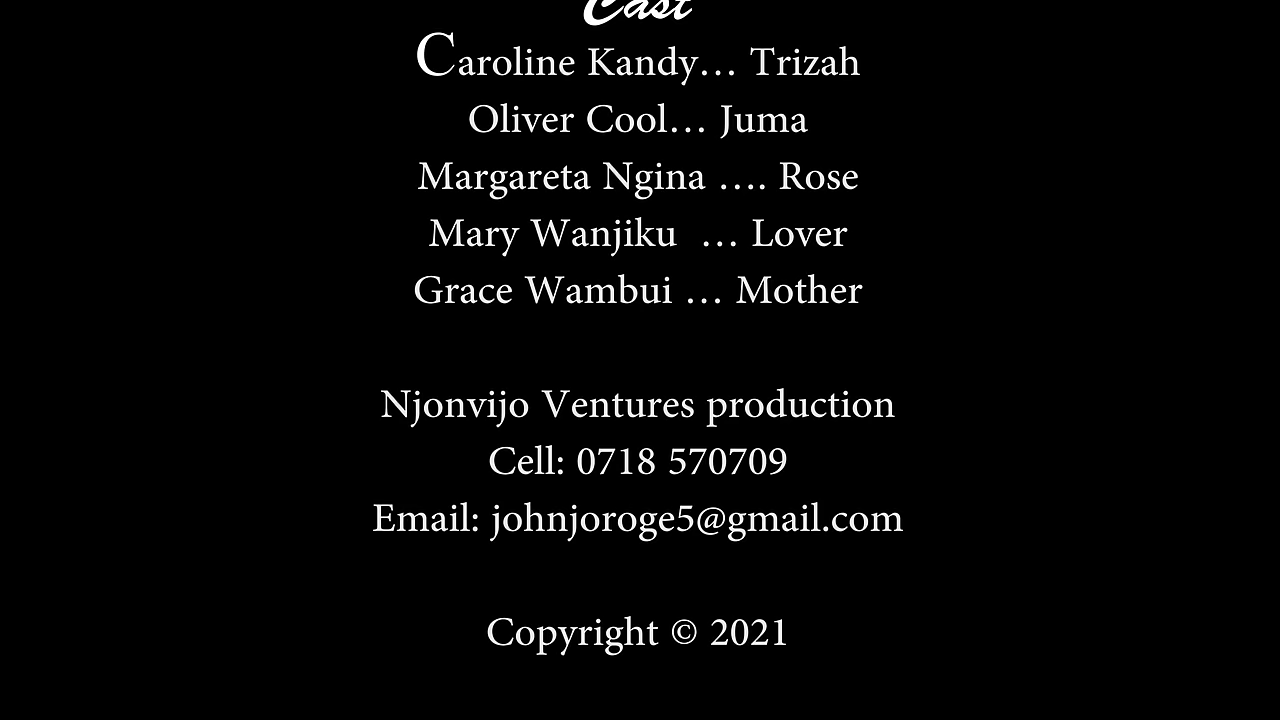 Cast
Caroline Kandy… Trizah
Oliver Cool… Juma
Margareta Ngina …. Rose
Mary Wanjiku … Lover
Grace Wambui … Mother
Njonvijo Ventures production
Cell: 0718 570709
Email: johnjoroge5@gmail.com
Copyright © 2021